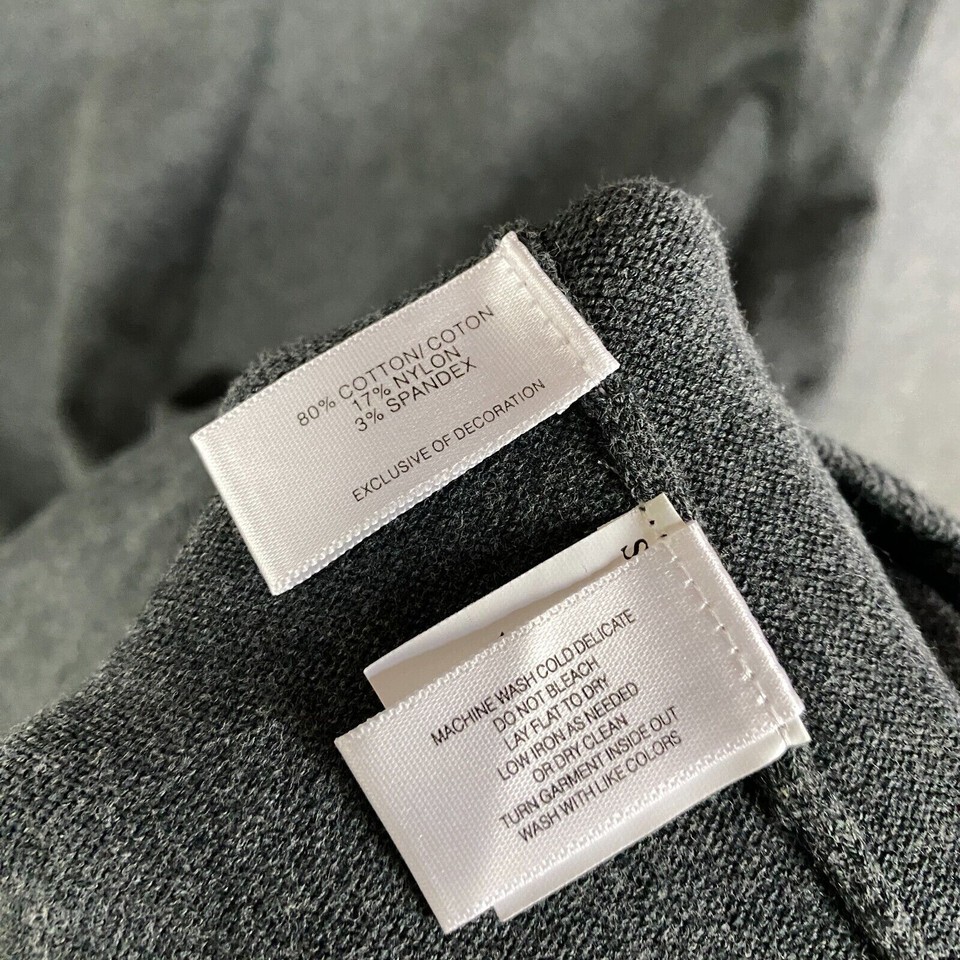 80% COTTON/ COTON
17% NYLON
3% SPANDEX
EXCLUSIVE OF DECORATION
S
MACHINE WASH COLD DELICATE
DO NOT BLEACH
LAY FLAT TO DRY
LOW IRON AS NEEDED
OR DRY CLEAN
TURN GARMENT INSIDE OUT
WASH WITH LIKE COLORS